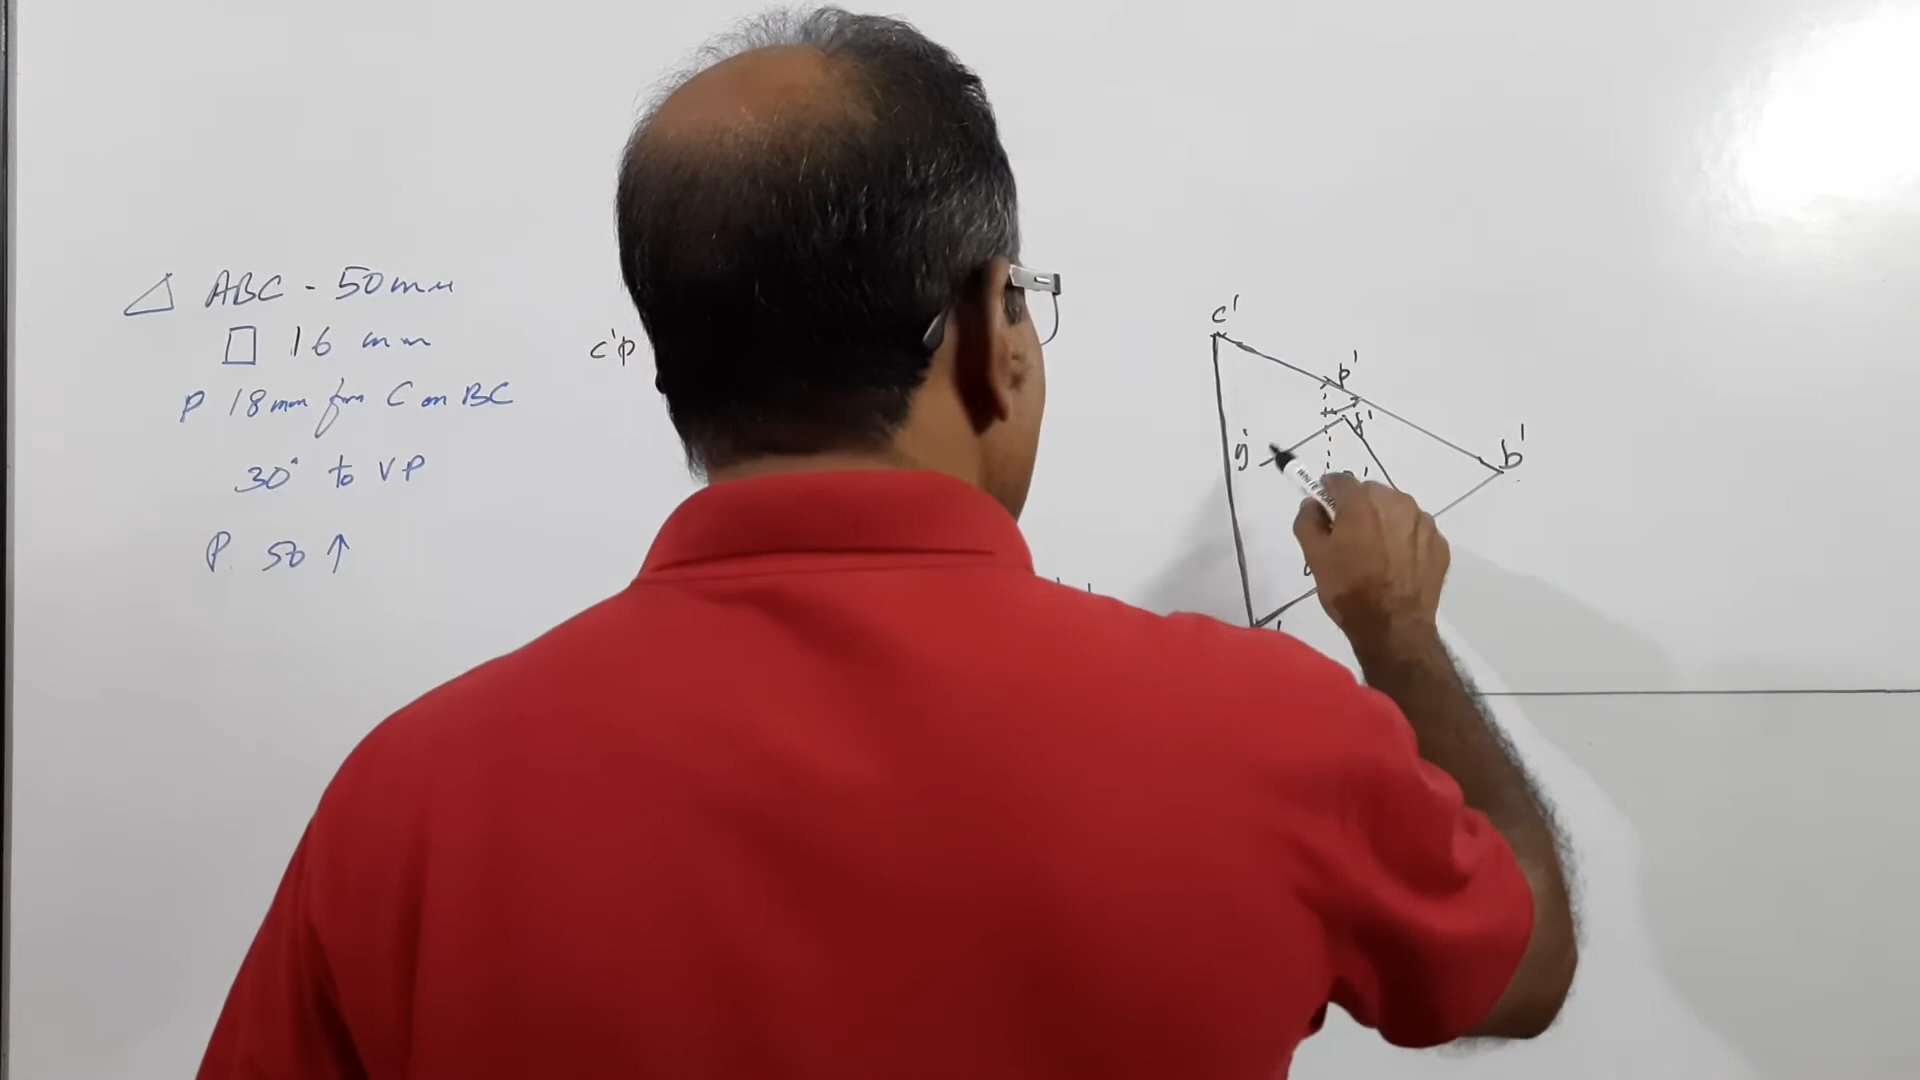 △ ABC - 50mm
□ 16 mm
P 18mm from C on BC
30° to VP
P 50 ↑
c'p
c'
p'
f'
g'
b'